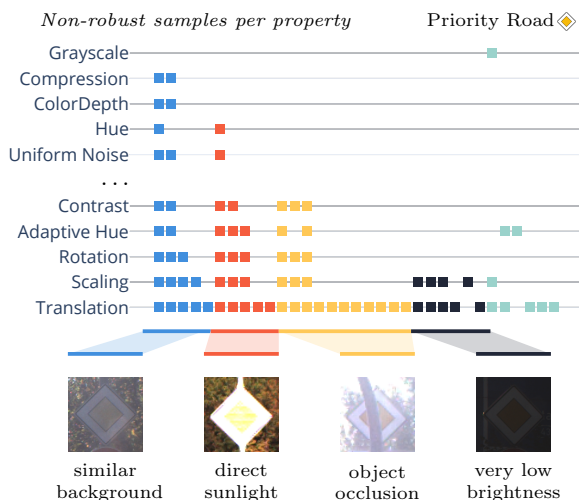 Non-robust samples per property
Priority Road
Grayscale
Compression
ColorDepth
Hue
Uniform Noise
...
Contrast
Adaptive Hue
Rotation
Scaling
Translation
similar direct object very low
background sunlight occlusion brightness